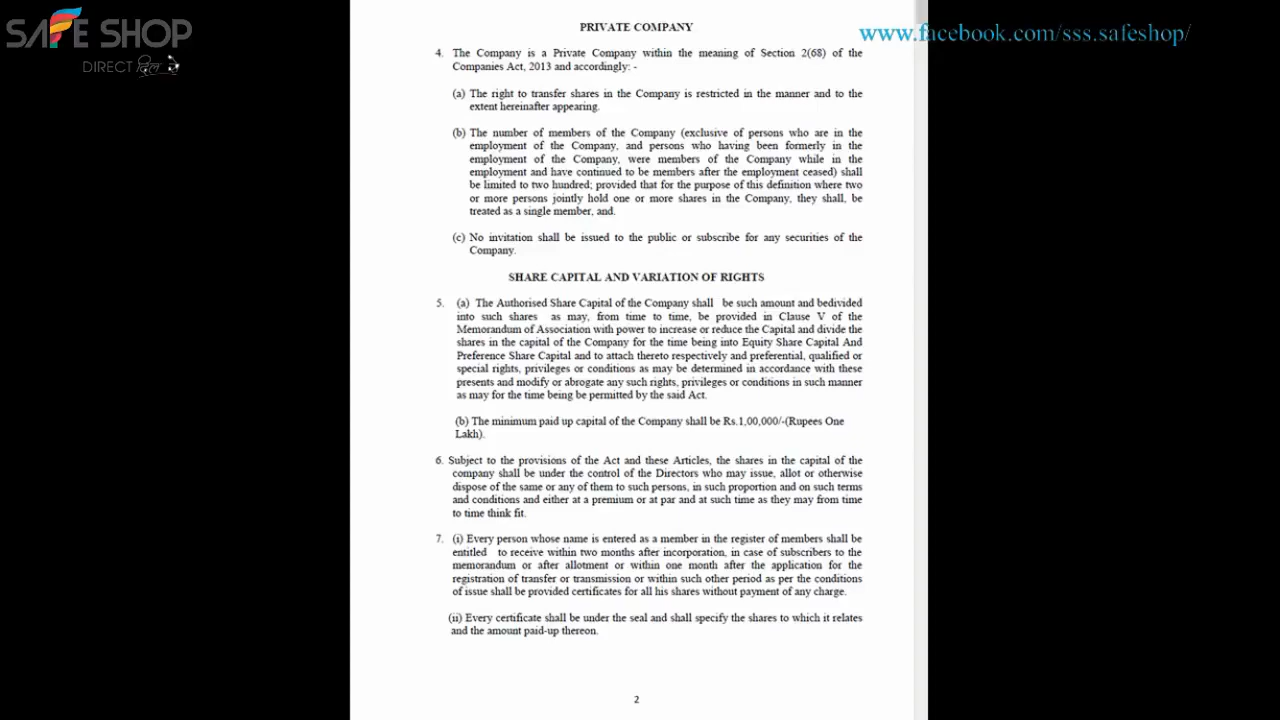 SAFE SHOP
DIRECT दिल से
www.facebook.com/sss.safeshop/
PRIVATE COMPANY
4. The Company is a Private Company within the meaning of Section 2(68) of the
Companies Act, 2013 and accordingly: -
(a) The right to transfer shares in the Company is restricted in the manner and to the
extent hereinafter appearing.
(b) The number of members of the Company (exclusive of persons who are in the
employment of the Company, and persons who having been formerly in the
employment of the Company, were members of the Company while in the
employment and have continued to be members after the employment ceased) shall
be limited to two hundred; provided that for the purpose of this definition where two
or more persons jointly hold one or more shares in the Company, they shall, be
treated as a single member, and.
(c) No invitation shall be issued to the public or subscribe for any securities of the
Company.
SHARE CAPITAL AND VARIATION OF RIGHTS
5. (a) The Authorised Share Capital of the Company shall be such amount and bedivided
into such shares as may, from time to time, be provided in Clause V of the
Memorandum of Association with power to increase or reduce the Capital and divide the
shares in the capital of the Company for the time being into Equity Share Capital And
Preference Share Capital and to attach thereto respectively and preferential, qualified or
special rights, privileges or conditions as may be determined in accordance with these
presents and modify or abrogate any such rights, privileges or conditions in such manner
as may for the time being be permitted by the said Act.
(b) The minimum paid up capital of the Company shall be Rs.1,00,000/-(Rupees One
Lakh).
6. Subject to the provisions of the Act and these Articles, the shares in the capital of the
company shall be under the control of the Directors who may issue, allot or otherwise
dispose of the same or any of them to such persons, in such proportion and on such terms
and conditions and either at a premium or at par and at such time as they may from time
to time think fit.
7. (i) Every person whose name is entered as a member in the register of members shall be
entitled to receive within two months after incorporation, in case of subscribers to the
memorandum or after allotment or within one month after the application for the
registration of transfer or transmission or within such other period as per the conditions
of issue shall be provided certificates for all his shares without payment of any charge.
(ii) Every certificate shall be under the seal and shall specify the shares to which it relates
and the amount paid-up thereon.
2